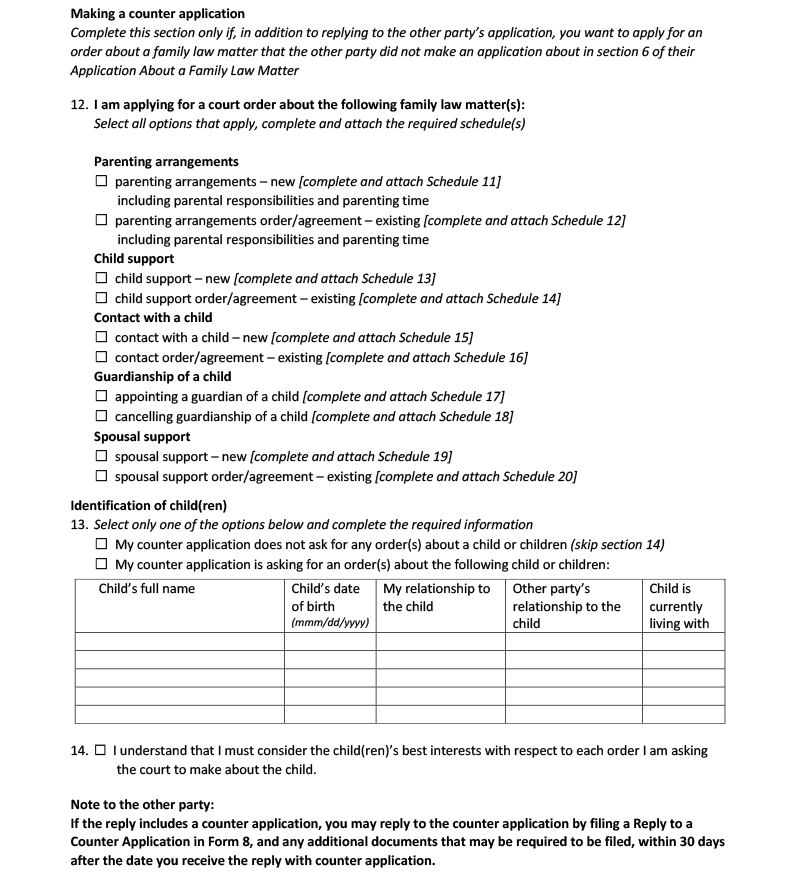 Making a counter application
Complete this section only if, in addition to replying to the other party's application, you want to apply for an
order about a family law matter that the other party did not make an application about in section 6 of their
Application About a Family Law Matter
12. I am applying for a court order about the following family law matter(s):
Select all options that apply, complete and attach the required schedule(s)
Parenting arrangements
☐ parenting arrangements – new [complete and attach Schedule 11]
including parental responsibilities and parenting time
☐ parenting arrangements order/agreement – existing [complete and attach Schedule 12]
including parental responsibilities and parenting time
Child support
☐ child support – new [complete and attach Schedule 13]
☐ child support order/agreement – existing [complete and attach Schedule 14]
Contact with a child
☐ contact with a child – new [complete and attach Schedule 15]
☐ contact order/agreement – existing [complete and attach Schedule 16]
Guardianship of a child
☐ appointing a guardian of a child [complete and attach Schedule 17]
☐ cancelling guardianship of a child [complete and attach Schedule 18]
Spousal support
☐ spousal support – new [complete and attach Schedule 19]
☐ spousal support order/agreement – existing [complete and attach Schedule 20]
Identification of child(ren)
13. Select only one of the options below and complete the required information
☐ My counter application does not ask for any order(s) about a child or children (skip section 14)
☐ My counter application is asking for an order(s) about the following child or children:
Child's full name
Child's date
of birth
(mmm/dd/yyyy)
My relationship to
the child
Other party's
relationship to the
child
Child is
currently
living with
14. ☐ I understand that I must consider the child(ren)'s best interests with respect to each order I am asking
the court to make about the child.
Note to the other party:
If the reply includes a counter application, you may reply to the counter application by filing a Reply to a
Counter Application in Form 8, and any additional documents that may be required to be filed, within 30 days
after the date you receive the reply with counter application.